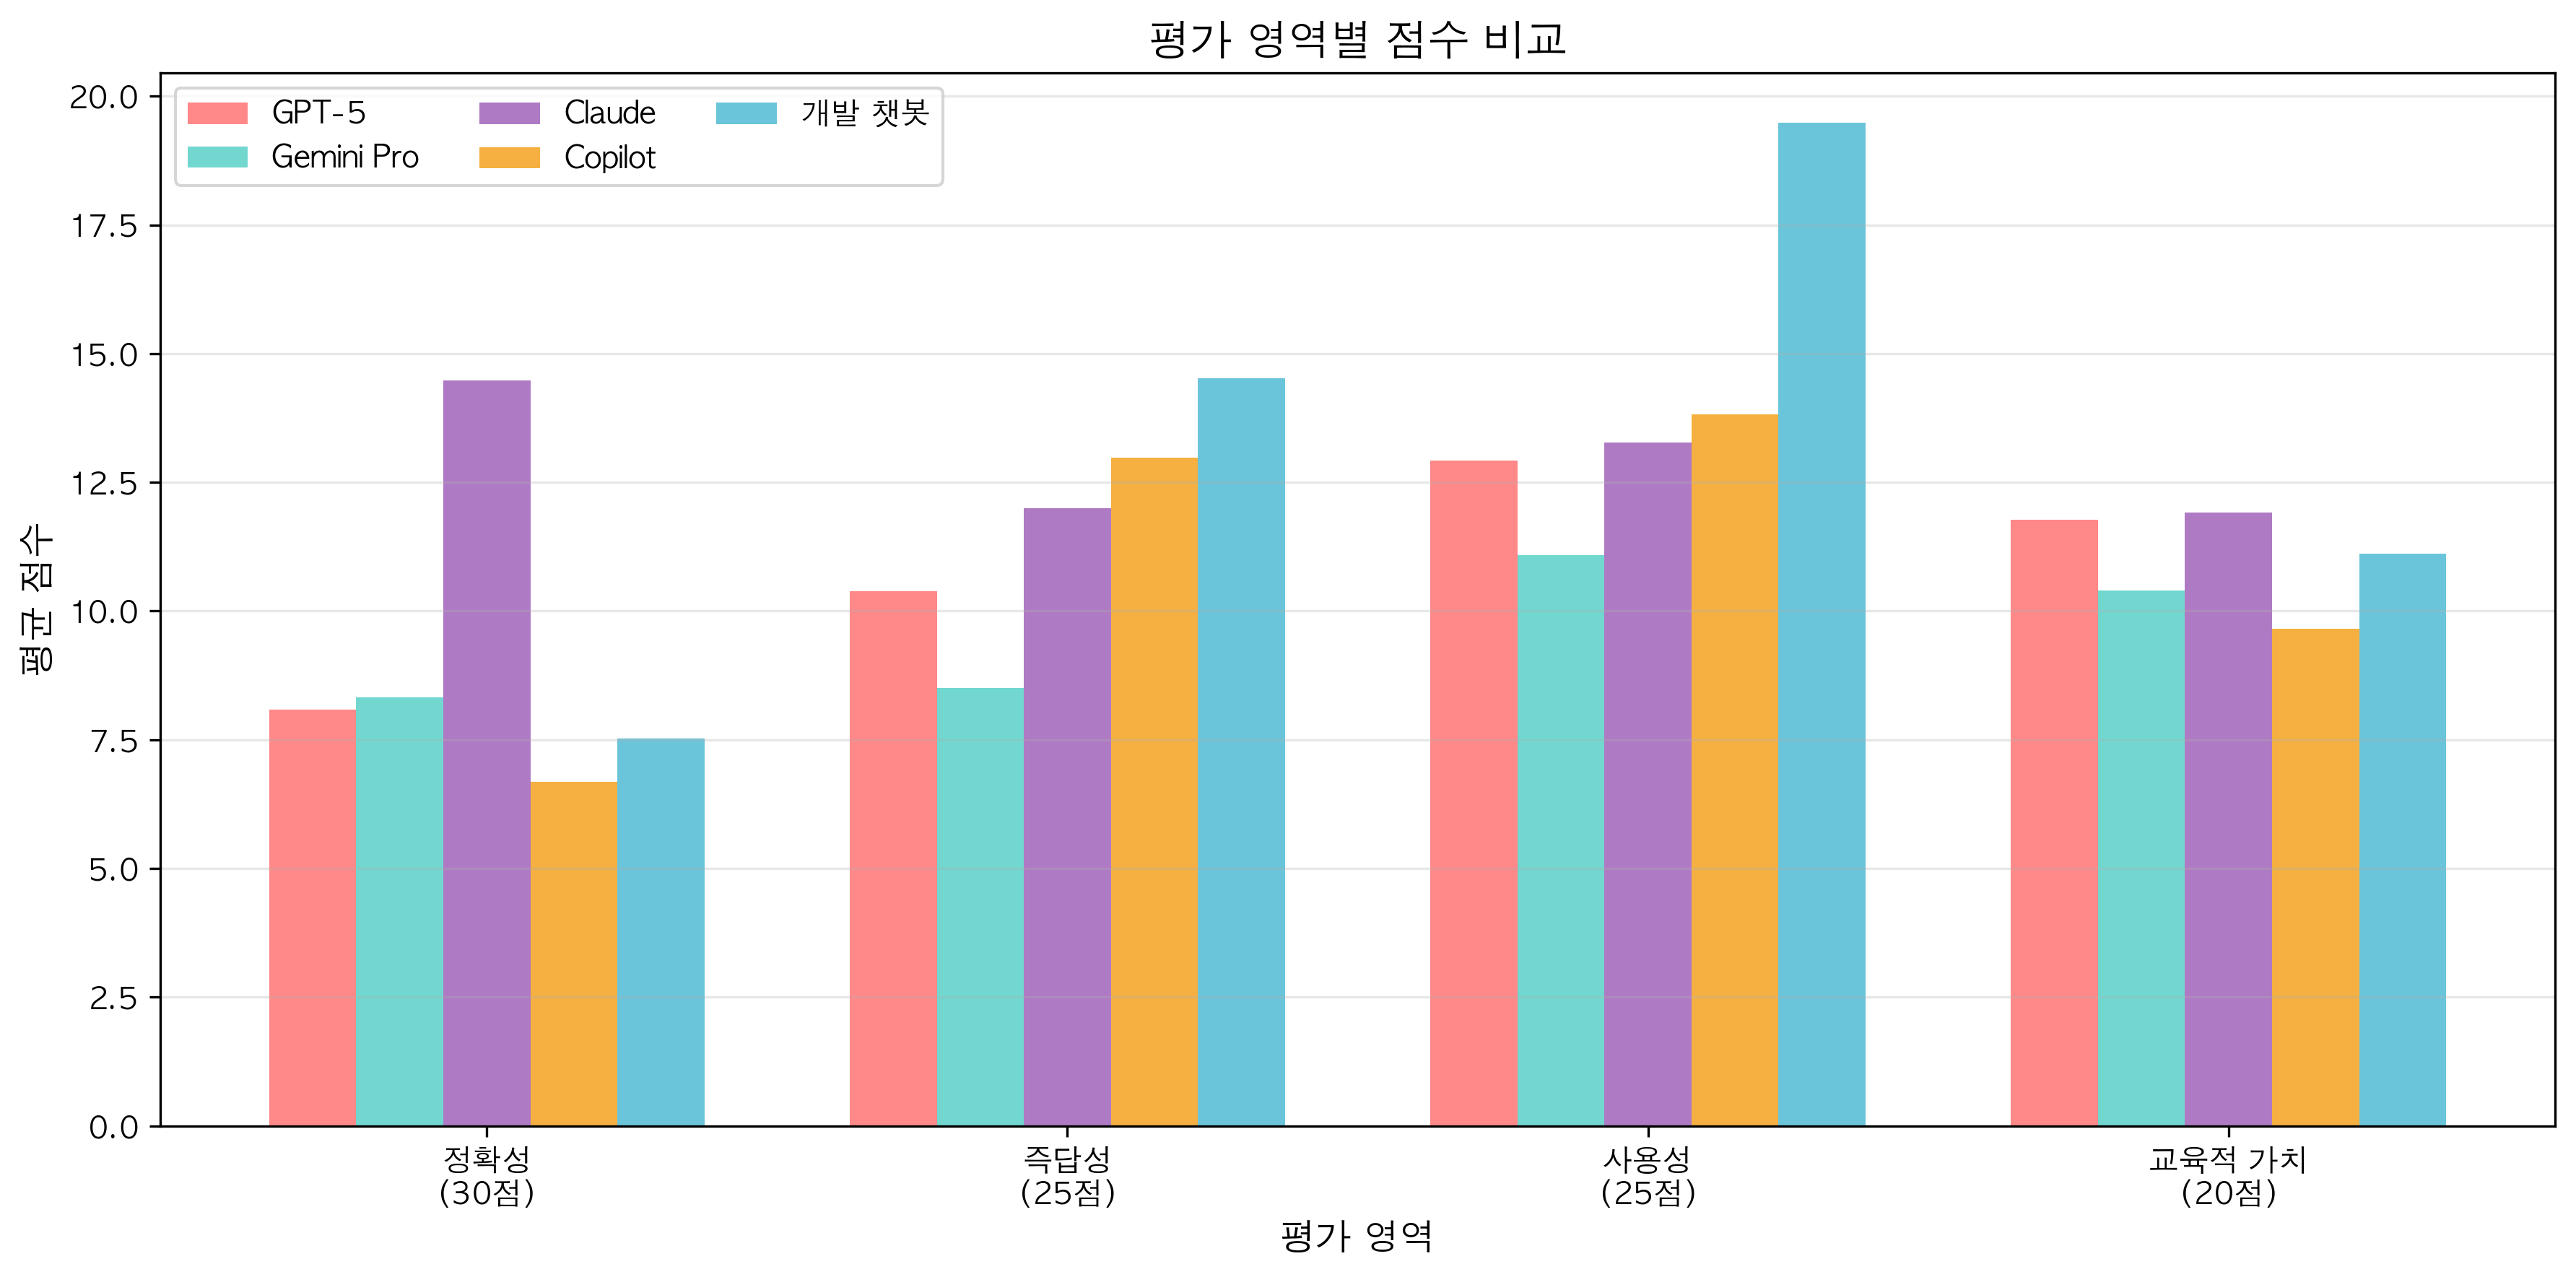 평가 영역별 점수 비교
GPT-5
Gemini Pro
Claude
Copilot
개발 챗봇
평균 점수
20.0
17.5
15.0
12.5
10.0
7.5
5.0
2.5
0.0
정확성
(30점)
즉답성
(25점)
사용성
(25점)
교육적 가치
(20점)
평가 영역